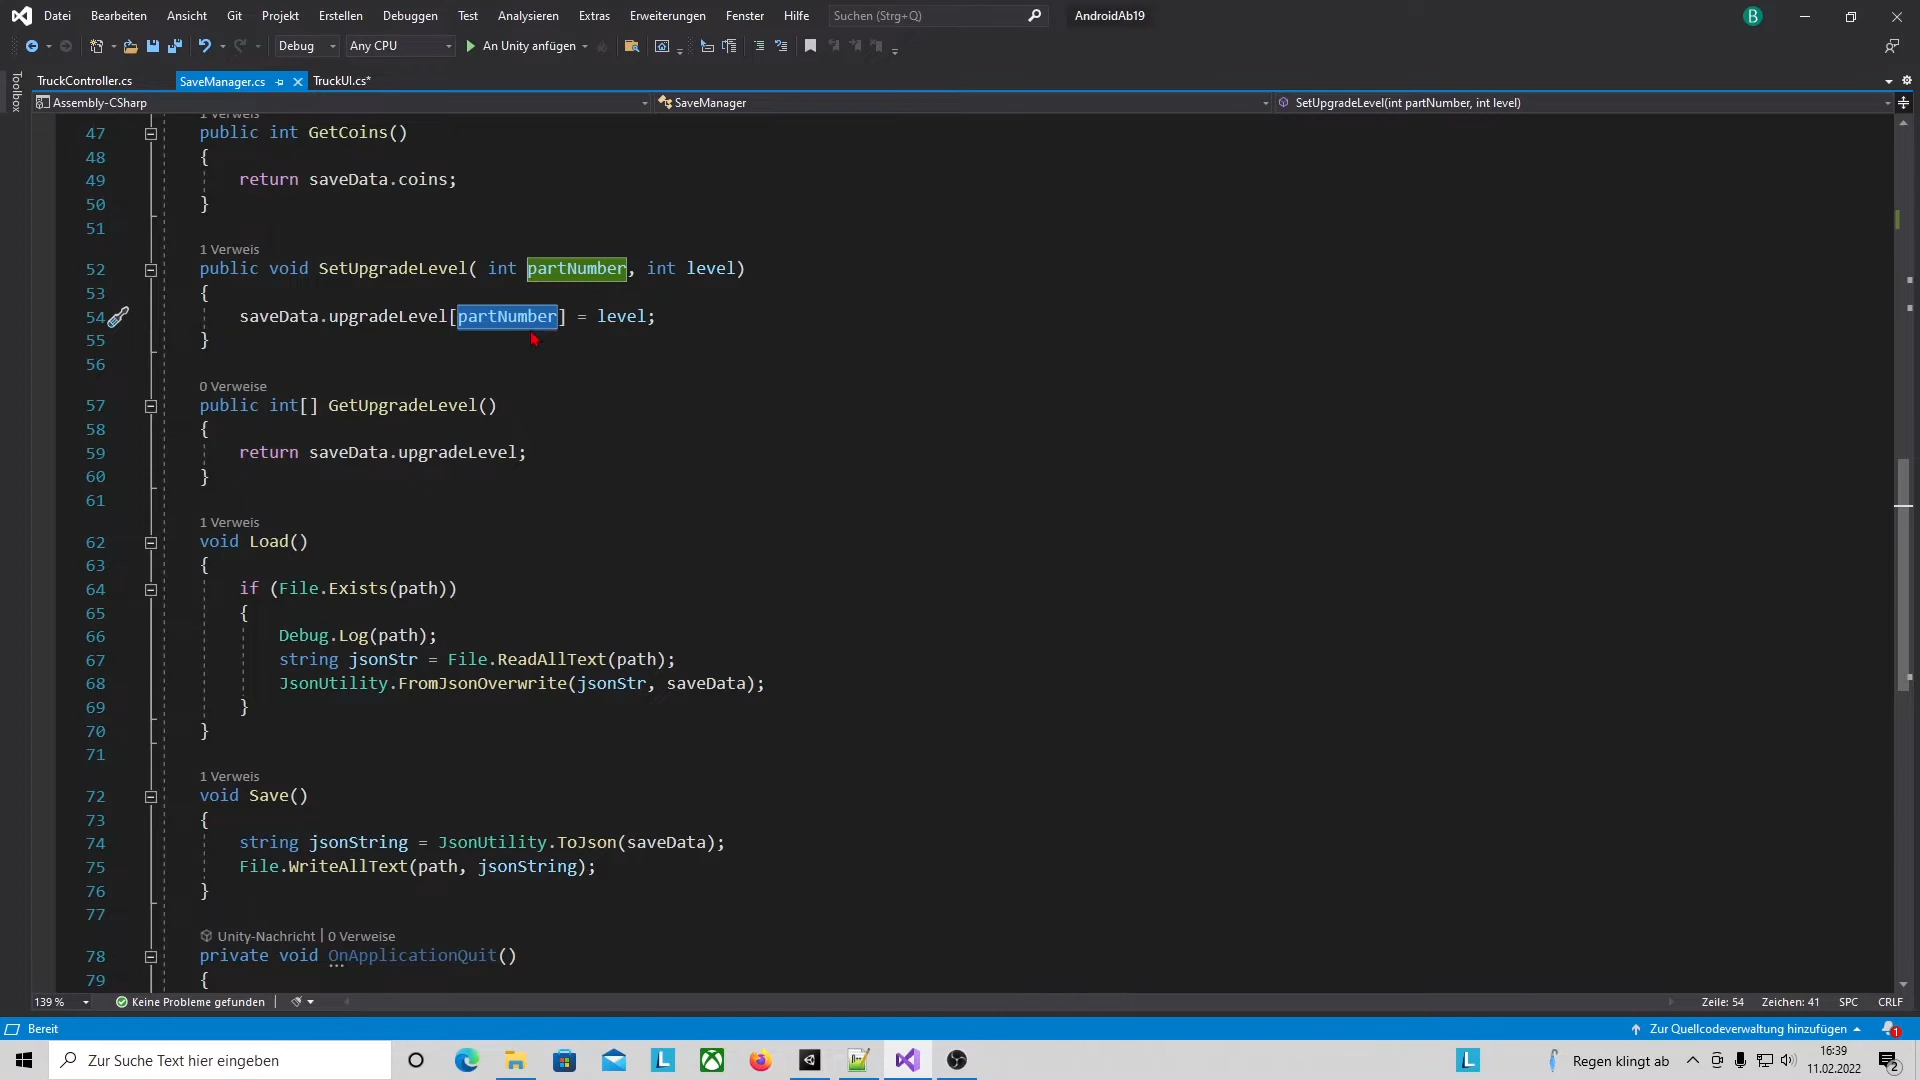 Datei Bearbeiten Ansicht Git Projekt Erstellen Debuggen Test Analysieren Extras Erweiterungen Fenster Hilfe Suchen (Strg+Q) AndroidAb19 B
Debug Any CPU An Unity anfügen
Toolbox
TruckController.cs SaveManager.cs TruckUI.cs*
Assembly-CSharp SaveManager SetUpgradeLevel(int partNumber, int level)
1 Verweis
47 public int GetCoins()
48 {
49 return saveData.coins;
50 }
51
1 Verweis
52 public void SetUpgradeLevel( int partNumber, int level)
53 {
54 saveData.upgradeLevel[partNumber] = level;
55 }
56
0 Verweise
57 public int[] GetUpgradeLevel()
58 {
59 return saveData.upgradeLevel;
60 }
61
1 Verweis
62 void Load()
63 {
64 if (File.Exists(path))
65 {
66 Debug.Log(path);
67 string jsonStr = File.ReadAllText(path);
68 JsonUtility.FromJsonOverwrite(jsonStr, saveData);
69 }
70 }
71
1 Verweis
72 void Save()
73 {
74 string jsonString = JsonUtility.ToJson(saveData);
75 File.WriteAllText(path, jsonString);
76 }
77
Unity-Nachricht | 0 Verweise
78 private void OnApplicationQuit()
79 {
139 % Keine Probleme gefunden Zeile: 54 Zeichen: 41 SPC CRLF
Bereit Zur Quellcodeverwaltung hinzufügen 1
Zur Suche Text hier eingeben L L Regen klingt ab 16:39
11.02.2022 2